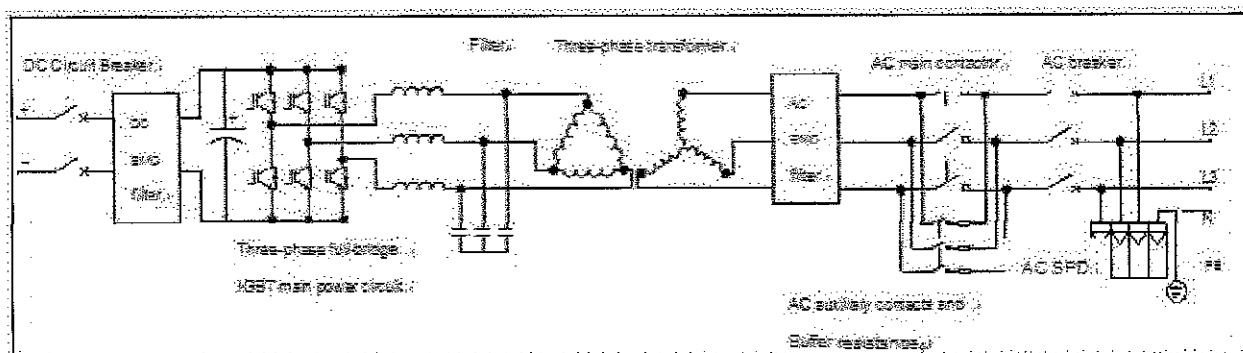 Filter
Three-phase transformer
DC Circuit Breaker
AC main contactor
AC breaker
+
−
DC
EMC
filter
+
AC
EMC
filter
L1
L2
L3
N
PE
Three-phase full-bridge
IGBT main power circuit
AC SPD
AC auxiliary contacts and
Buffer resistance